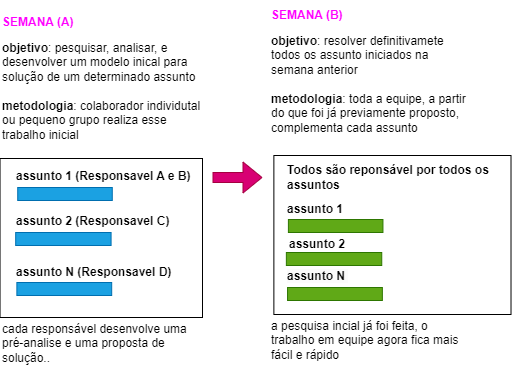 SEMANA (A)
objetivo: pesquisar, analisar, e
desenvolver um modelo inical para
solução de um determinado assunto
metodologia: colaborador individutal
ou pequeno grupo realiza esse
trabalho inicial
assunto 1 (Responsavel A e B)
assunto 2 (Responsavel C)
assunto N (Responsavel D)
cada responsável desenvolve uma
pré-analise e uma proposta de
solução..
SEMANA (B)
objetivo: resolver definitivamete
todos os assunto iniciados na
semana anterior
metodologia: toda a equipe, a partir
do que foi já previamente proposto,
complementa cada assunto
Todos são reponsável por todos os
assuntos
assunto 1
assunto 2
assunto N
a pesquisa incial já foi feita, o
trabalho em equipe agora fica mais
fácil e rápido